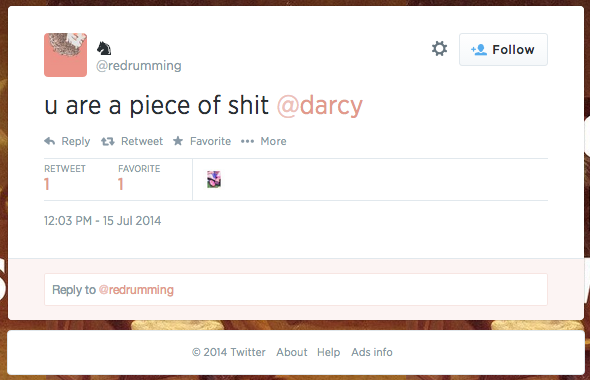 ♞
@redrumming
Follow
u are a piece of shit @darcy
Reply Retweet Favorite ••• More
RETWEET FAVORITE
1 1
12:03 PM - 15 Jul 2014
Reply to @redrumming
© 2014 Twitter About Help Ads info